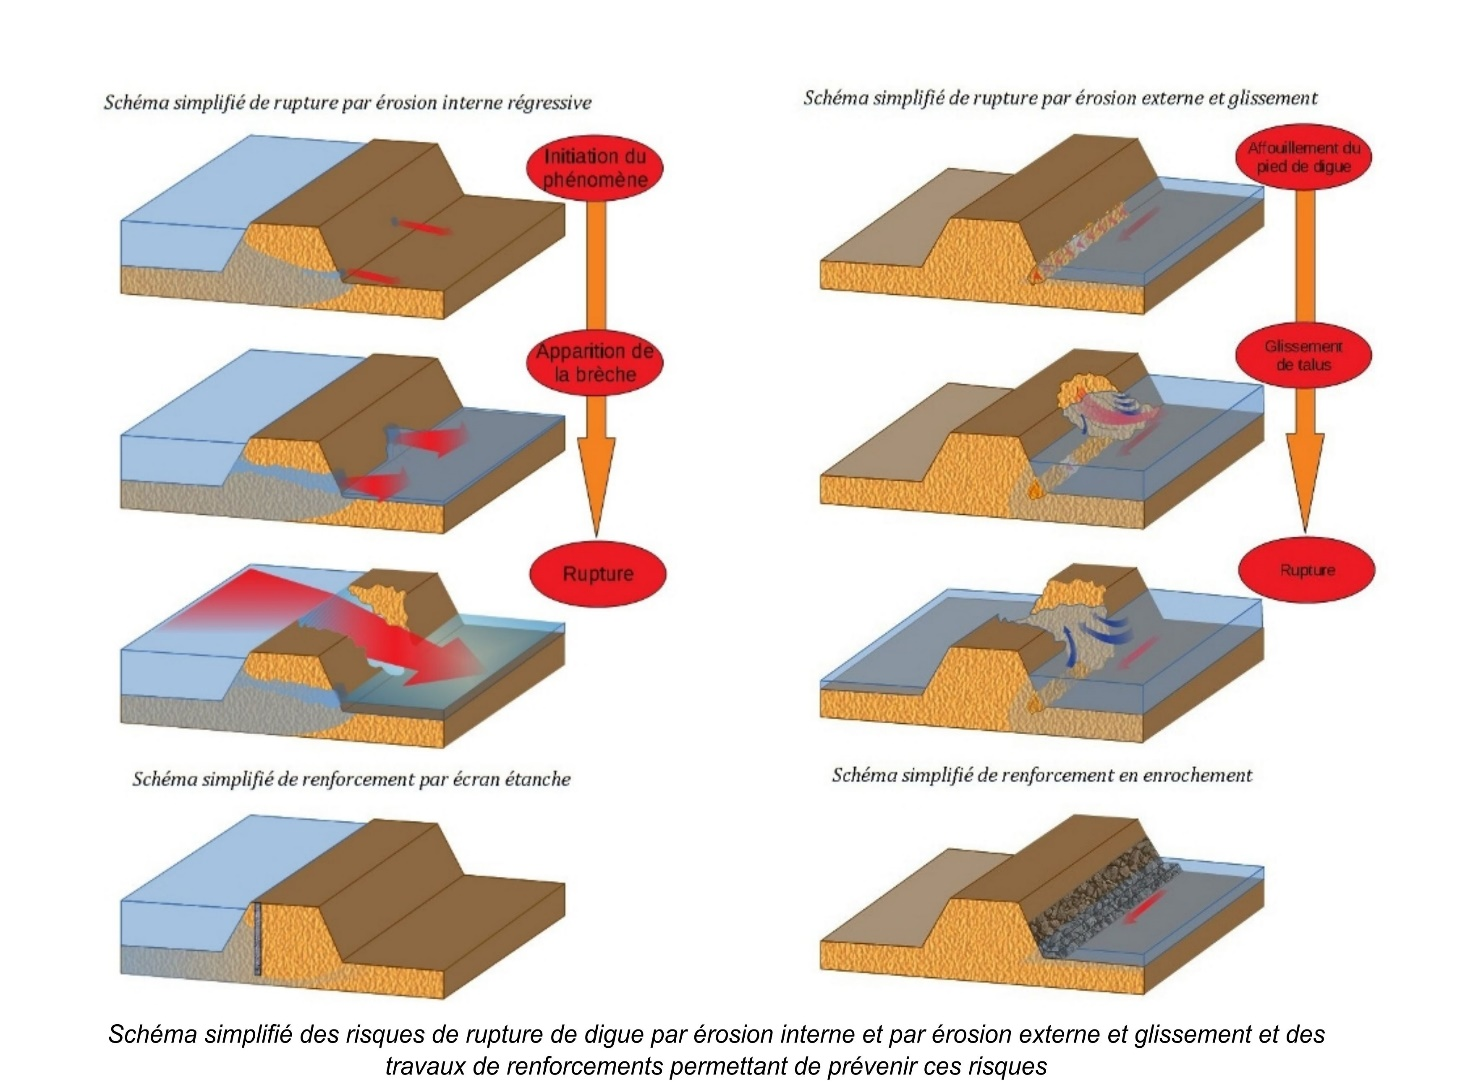 Schéma simplifié de rupture par érosion interne régressive
Initiation du
phénomène
Apparition de
la brèche
Rupture
Schéma simplifié de renforcement par écran étanche
Schéma simplifié de rupture par érosion externe et glissement
Affouillement du
pied de digue
Glissement
de talus
Rupture
Schéma simplifié de renforcement en enrochement
Schéma simplifié des risques de rupture de digue par érosion interne et par érosion externe et glissement et des
travaux de renforcements permettant de prévenir ces risques